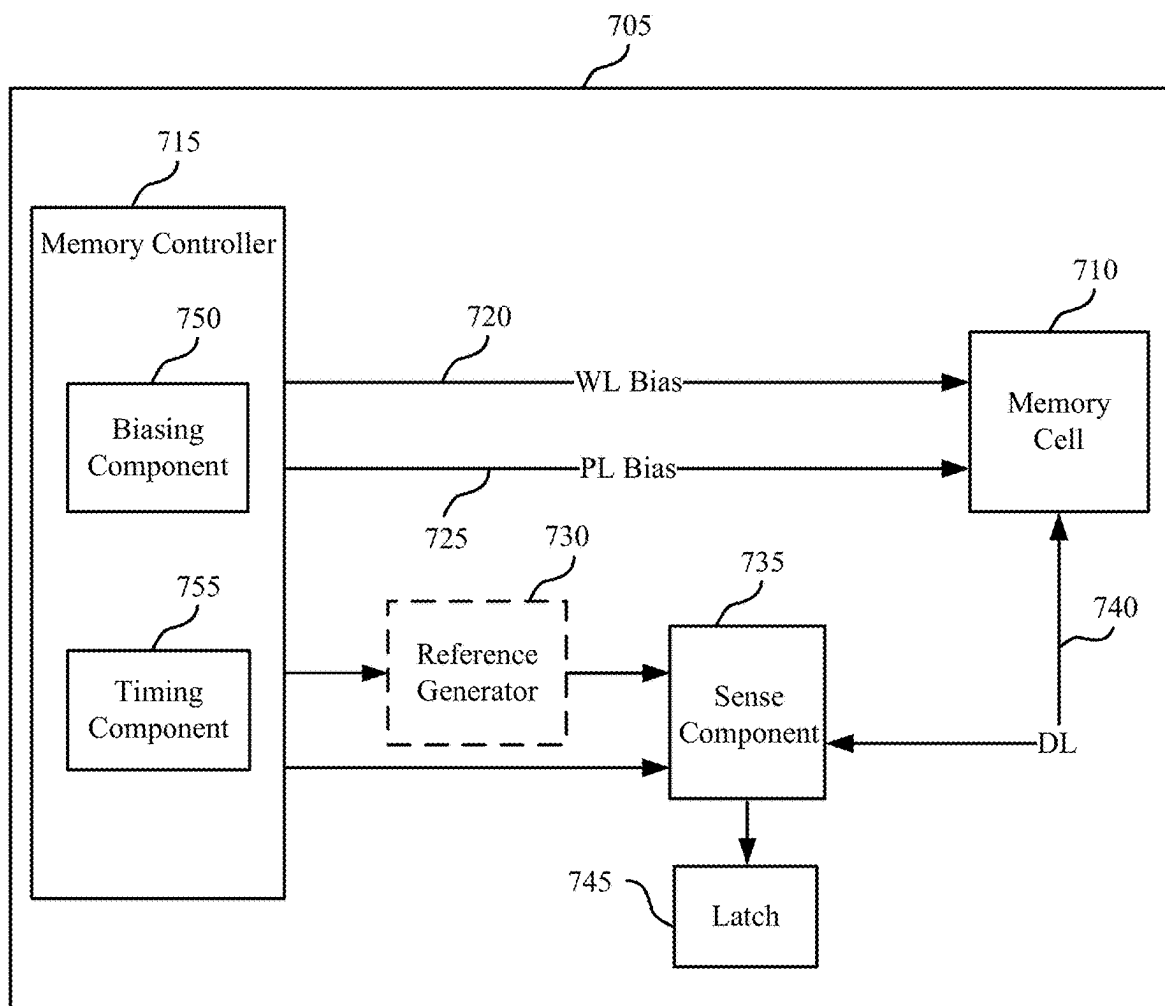 705
715
Memory Controller
710
750
720
WL Bias
Memory
Cell
Biasing
Component
PL Bias
725
730
755
735
740
Reference
Generator
Timing
Component
Sense
Component
DL
745
Latch